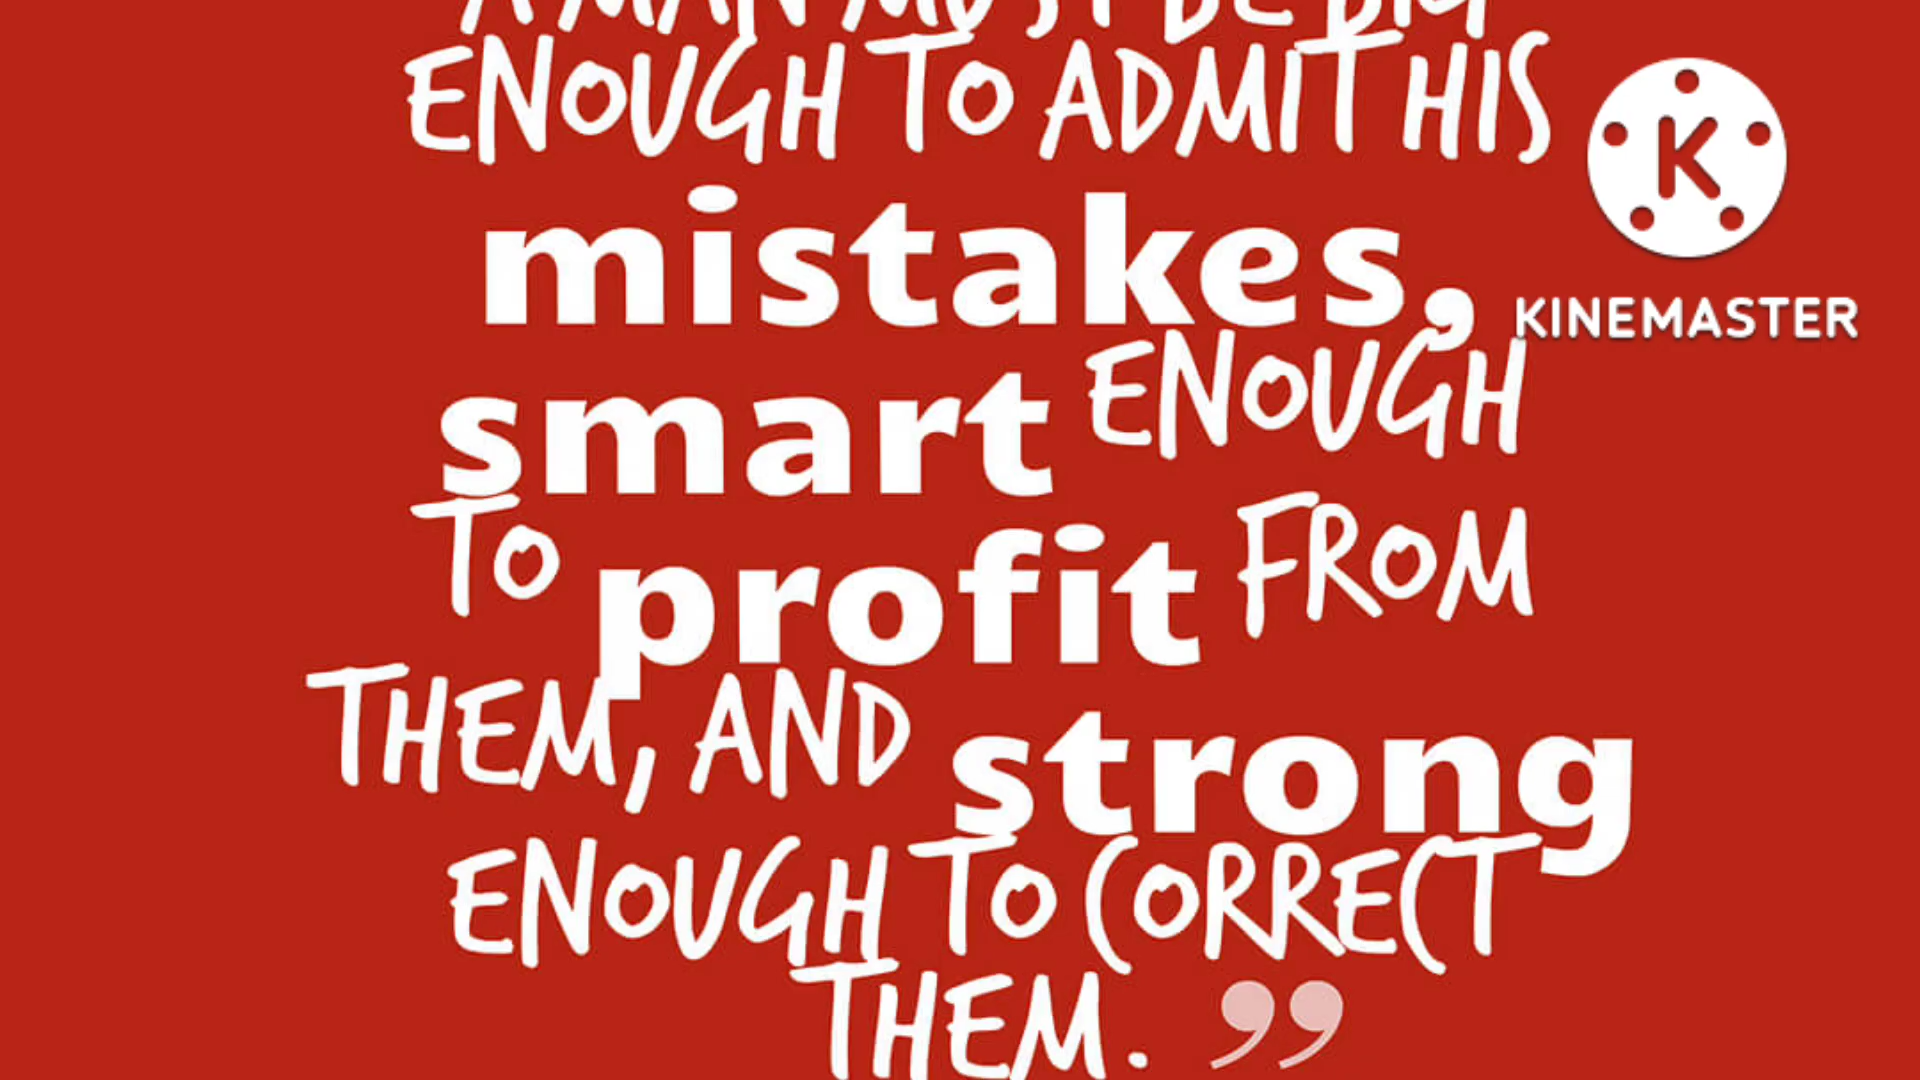 A MAN MUST BE BIG
ENOUGH TO ADMIT HIS
mistakes,
smart ENOUGH
TO profit FROM
THEM, AND strong
ENOUGH TO CORRECT
THEM. ”
K
KINEMASTER